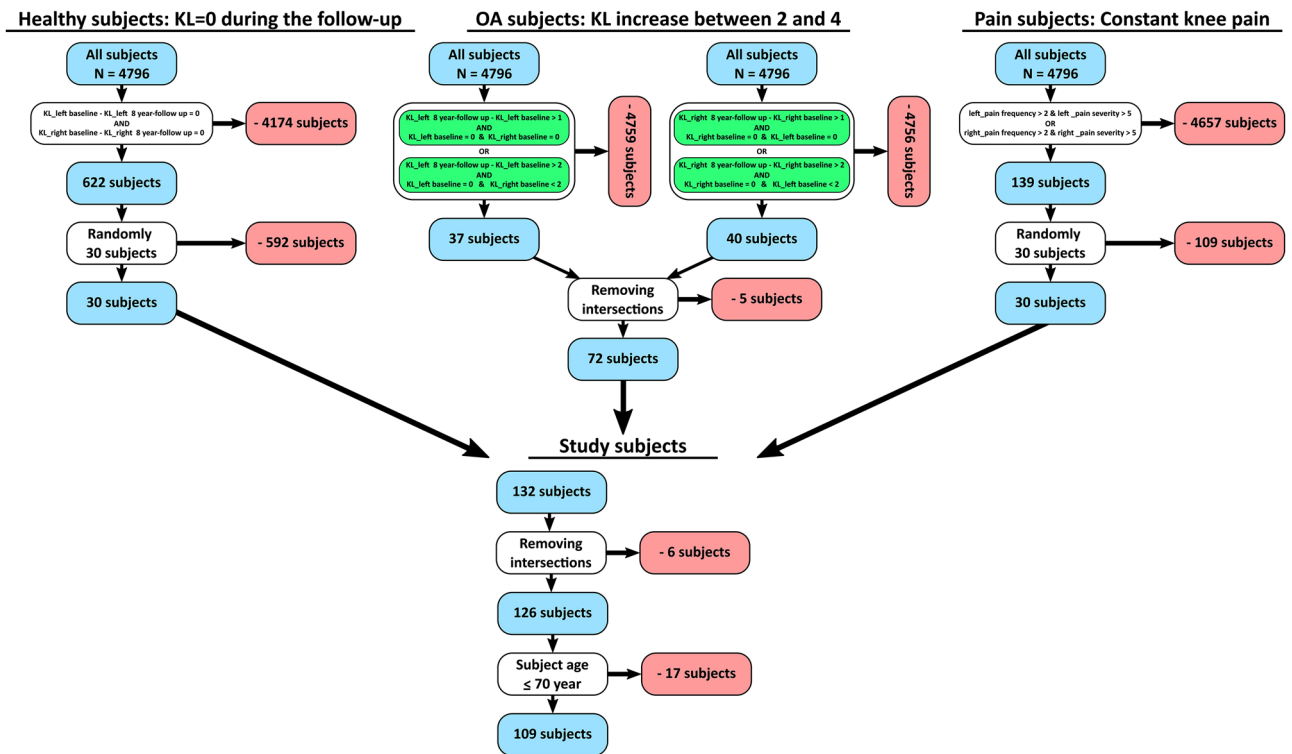 Healthy subjects: KL=0 during the follow-up
All subjects
N = 4796
KL_left baseline - KL_left 8 year-follow up = 0
AND
KL_right baseline - KL_right 8 year-follow up = 0
- 4174 subjects
622 subjects
Randomly
30 subjects
- 592 subjects
30 subjects
OA subjects: KL increase between 2 and 4
All subjects
N = 4796
KL_left 8 year-follow up - KL_left baseline > 1
AND
KL_left baseline = 0 & KL_right baseline = 0
OR
KL_left 8 year-follow up - KL_left baseline > 2
AND
KL_left baseline = 0 & KL_right baseline < 2
- 4759 subjects
37 subjects
All subjects
N = 4796
KL_right 8 year-follow up - KL_right baseline > 1
AND
KL_right baseline = 0 & KL_left baseline = 0
OR
KL_right 8 year-follow up - KL_right baseline > 2
AND
KL_right baseline = 0 & KL_left baseline < 2
- 4756 subjects
40 subjects
Removing
intersections
- 5 subjects
72 subjects
Pain subjects: Constant knee pain
All subjects
N = 4796
left_pain frequency > 2 & left _pain severity > 5
OR
right_pain frequency > 2 & right _pain severity > 5
- 4657 subjects
139 subjects
Randomly
30 subjects
- 109 subjects
30 subjects
Study subjects
132 subjects
Removing
intersections
- 6 subjects
126 subjects
Subject age
≤ 70 year
- 17 subjects
109 subjects